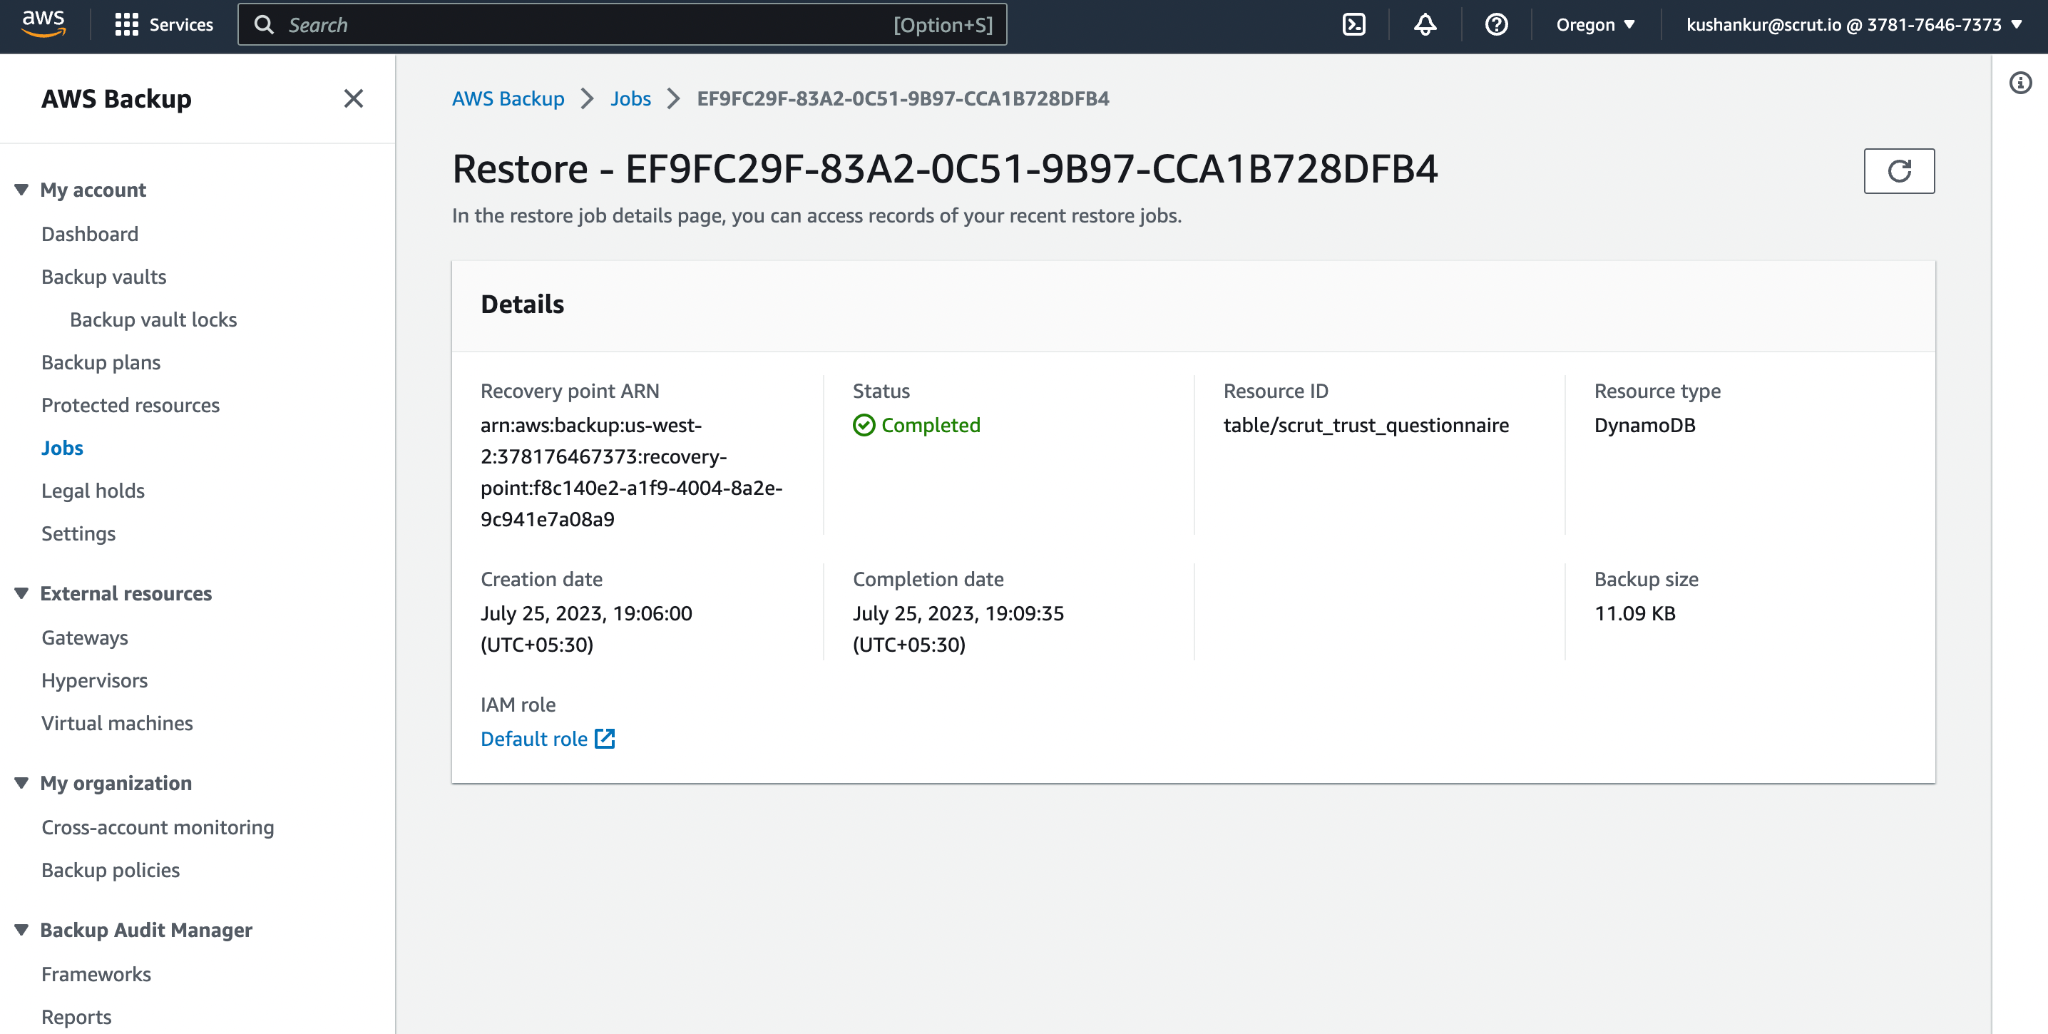 aws
Services
Search
[Option+S]
Oregon
kushankur@scrut.io @ 3781-7646-7373
AWS Backup
My account
Dashboard
Backup vaults
Backup vault locks
Backup plans
Protected resources
Jobs
Legal holds
Settings
External resources
Gateways
Hypervisors
Virtual machines
My organization
Cross-account monitoring
Backup policies
Backup Audit Manager
Frameworks
Reports
AWS Backup > Jobs > EF9FC29F-83A2-0C51-9B97-CCA1B728DFB4
Restore - EF9FC29F-83A2-0C51-9B97-CCA1B728DFB4
In the restore job details page, you can access records of your recent restore jobs.
Details
Recovery point ARN
arn:aws:backup:us-west-
2:378176467373:recovery-
point:f8c140e2-a1f9-4004-8a2e-
9c941e7a08a9
Status
Completed
Resource ID
table/scrut_trust_questionnaire
Resource type
DynamoDB
Creation date
July 25, 2023, 19:06:00
(UTC+05:30)
Completion date
July 25, 2023, 19:09:35
(UTC+05:30)
Backup size
11.09 KB
IAM role
Default role